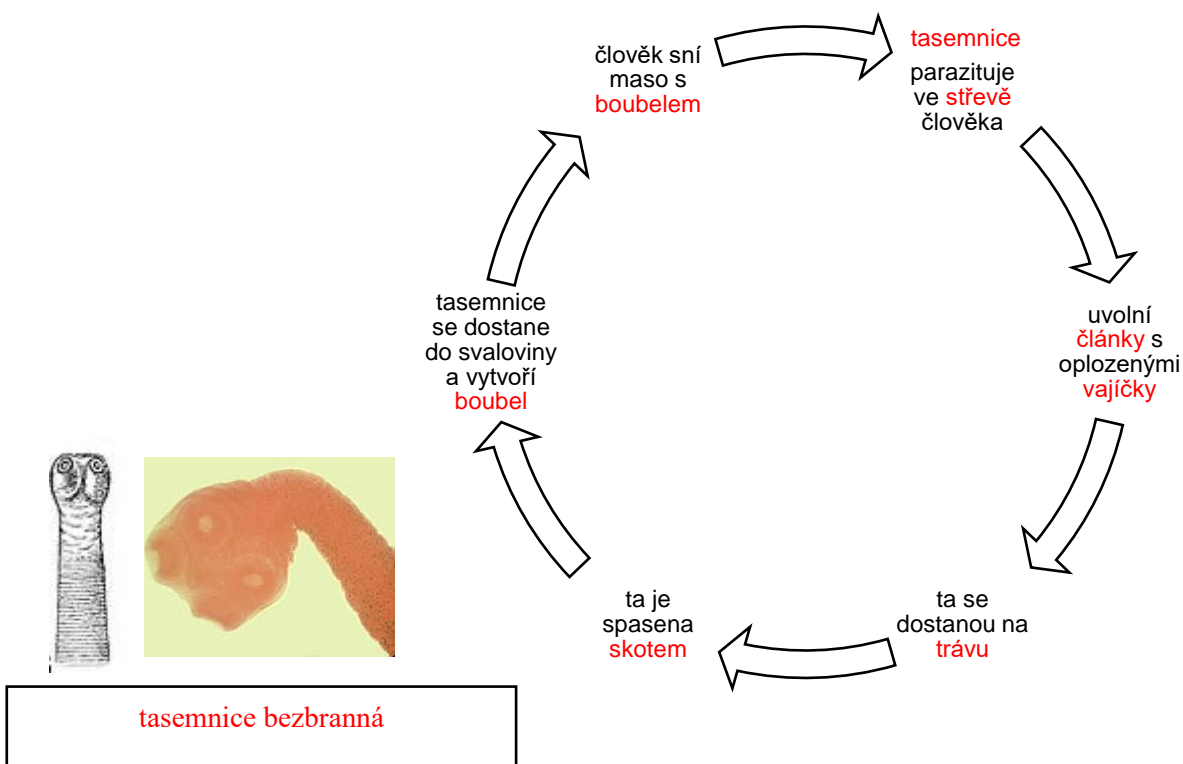 člověk sní
maso s
boubelem
tasemnice
parazituje
ve střevě
člověka
uvolní
články s
oplozenými
vajíčky
ta se
dostanou na
trávu
ta je
spasena
skotem
tasemnice
se dostane
do svaloviny
a vytvoří
boubel
tasemnice bezbranná